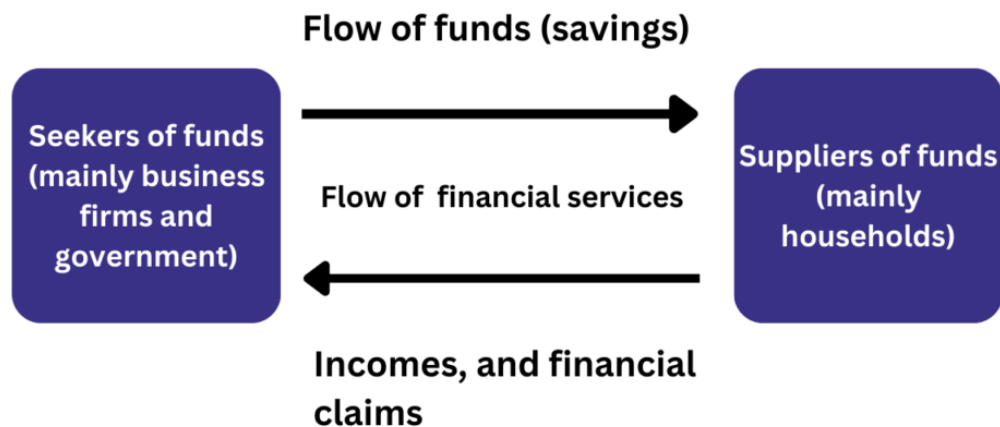 Flow of funds (savings)
Seekers of funds
(mainly business
firms and
government)
Flow of financial services
Suppliers of funds
(mainly
households)
Incomes, and financial
claims